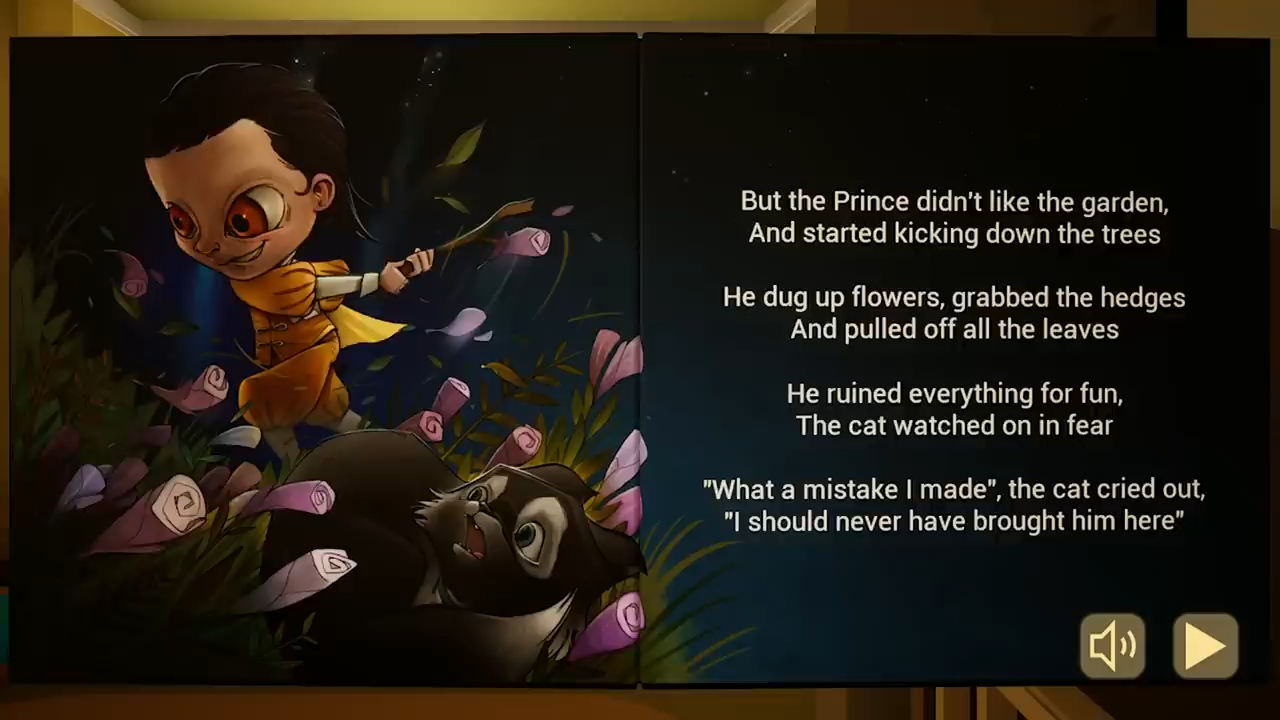 But the Prince didn't like the garden,
And started kicking down the trees
He dug up flowers, grabbed the hedges
And pulled off all the leaves
He ruined everything for fun,
The cat watched on in fear
"What a mistake I made", the cat cried out,
"I should never have brought him here"